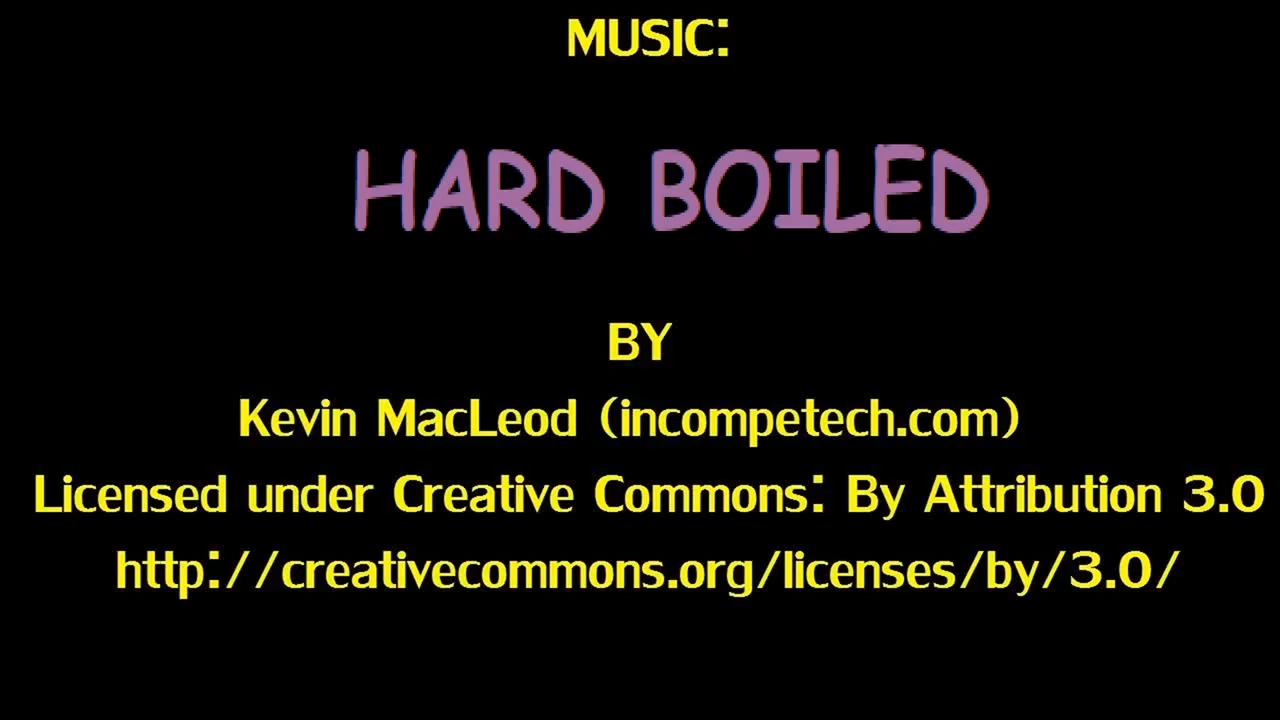 MUSIC:
HARD BOILED
BY
Kevin MacLeod (incompetech.com)
Licensed under Creative Commons: By Attribution 3.0
http://creativecommons.org/licenses/by/3.0/